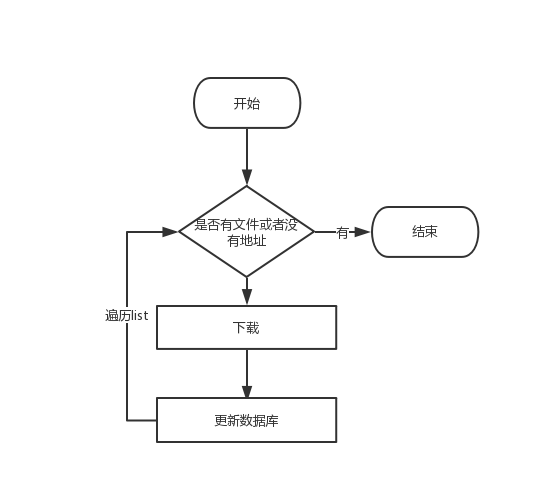 开始
是否有文件或者没
有地址
有
结束
遍历list
下载
更新数据库